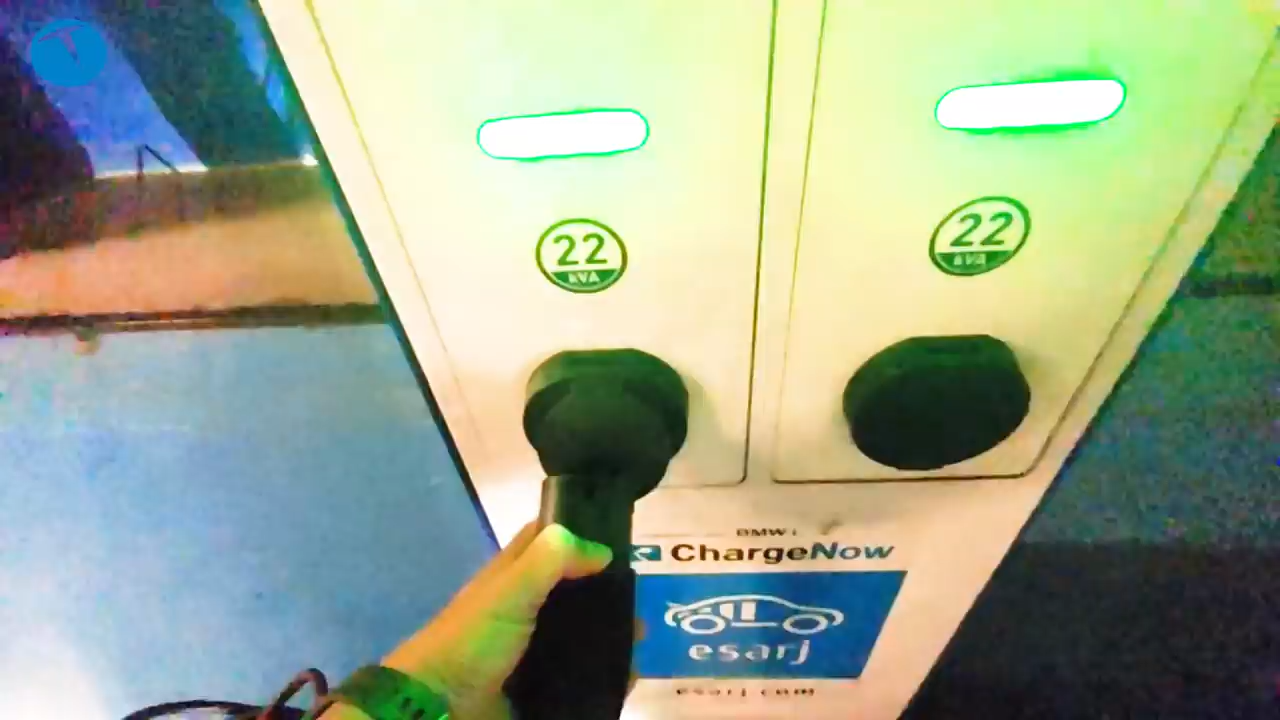 22
KVA
22
KVA
BMW i
ChargeNow
esarj
esarj.com